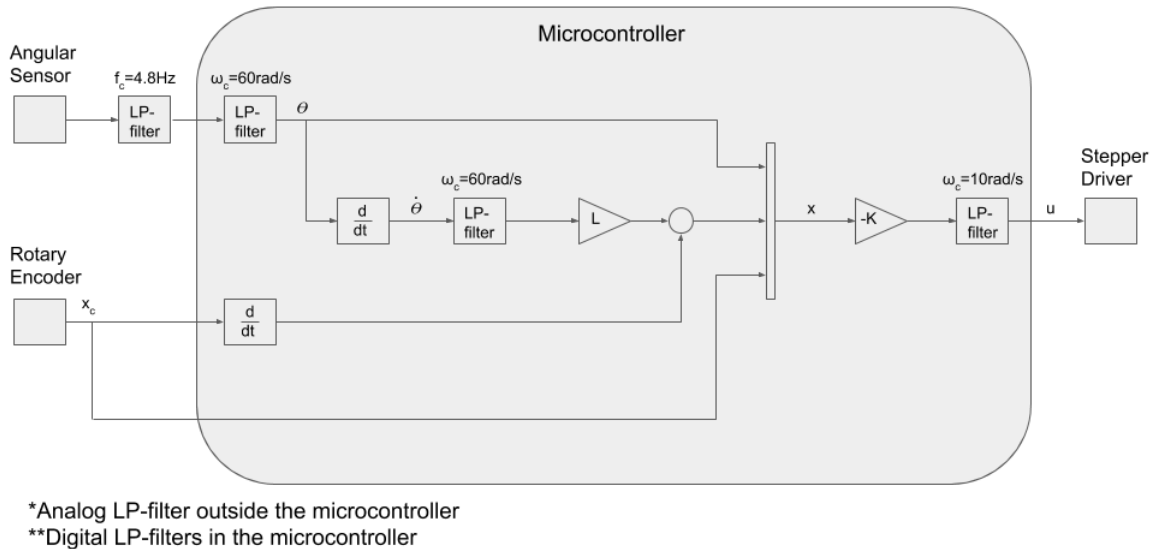 Microcontroller
Angular
Sensor
f_c=4.8Hz
ω_c=60rad/s
LP-
filter
LP-
filter
θ
ω_c=60rad/s
d
dt
θ̇
LP-
filter
L
x
-K
ω_c=10rad/s
LP-
filter
u
Stepper
Driver
Rotary
Encoder
x_c
d
dt
*Analog LP-filter outside the microcontroller
**Digital LP-filters in the microcontroller